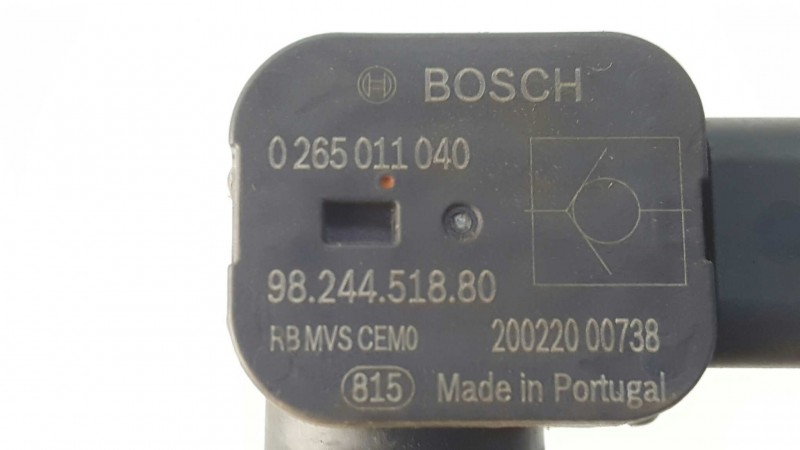 BOSCH
0 265 011 040
98.244.518.80
RB MVS CEM0 200220 00738
815 Made in Portugal